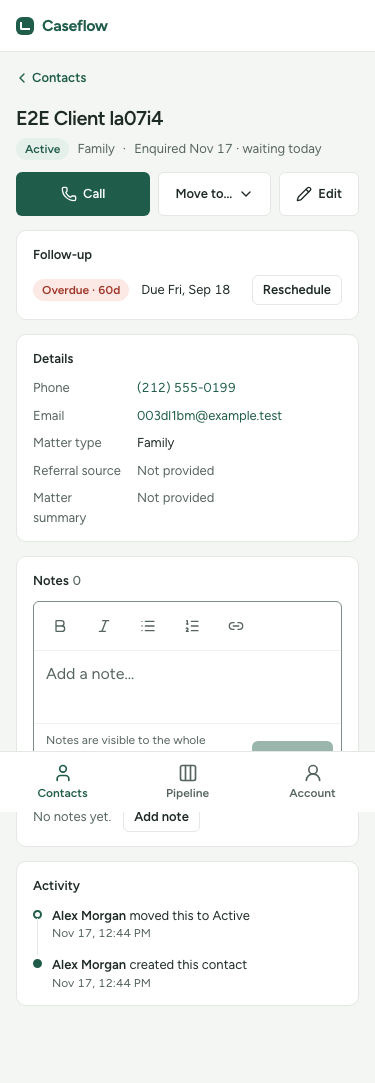 Caseflow
Contacts
E2E Client la07i4
Active Family · Enquired Nov 17 · waiting today
Call Move to... Edit
Follow-up
Overdue · 60d Due Fri, Sep 18 Reschedule
Details
Phone (212) 555-0199
Email 003dl1bm@example.test
Matter type Family
Referral source Not provided
Matter summary Not provided
Notes 0
Add a note...
Notes are visible to the whole
Contacts Pipeline Account
No notes yet. Add note
Activity
Alex Morgan moved this to Active
Nov 17, 12:44 PM
Alex Morgan created this contact
Nov 17, 12:44 PM